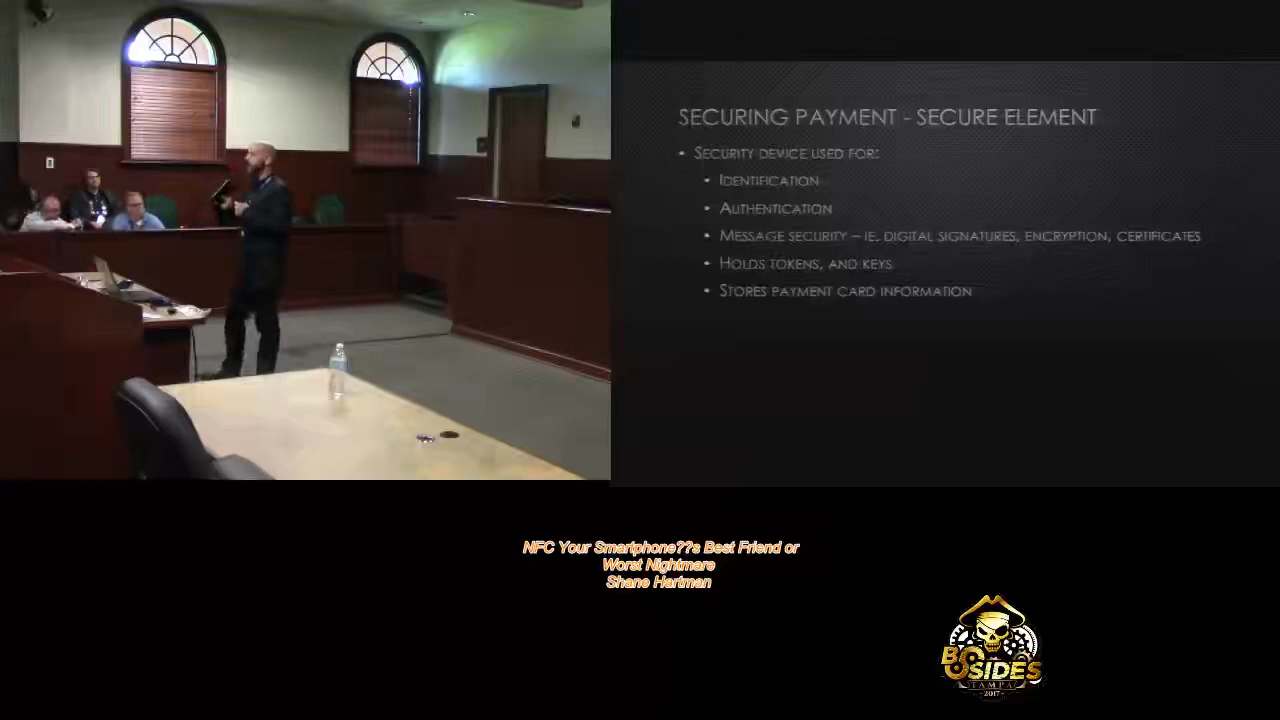 SECURING PAYMENT - SECURE ELEMENT
• SECURITY DEVICE USED FOR:
• IDENTIFICATION
• AUTHENTICATION
• MESSAGE SECURITY – IE. DIGITAL SIGNATURES, ENCRYPTION, CERTIFICATES
• HOLDS TOKENS, AND KEYS
• STORES PAYMENT CARD INFORMATION
NFC Your Smartphone??s Best Friend or
Worst Nightmare
Shane Hartman
BSIDES
TAMPA
2017